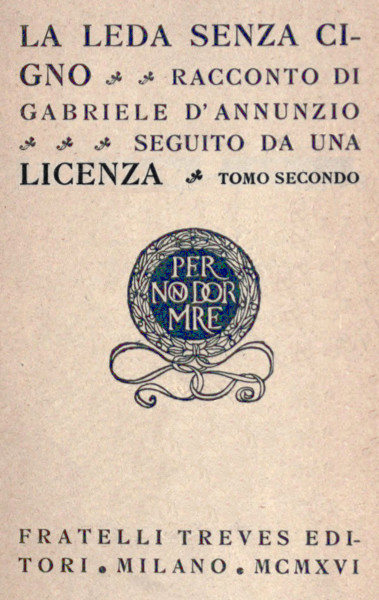 LA LEDA SENZA CI-
GNO RACCONTO DI
GABRIELE D'ANNUNZIO
SEGUITO DA UNA
LICENZA TOMO SECONDO
PER
NON DOR
MIRE
FRATELLI TREVES EDI-
TORI • MILANO • MCMXVI